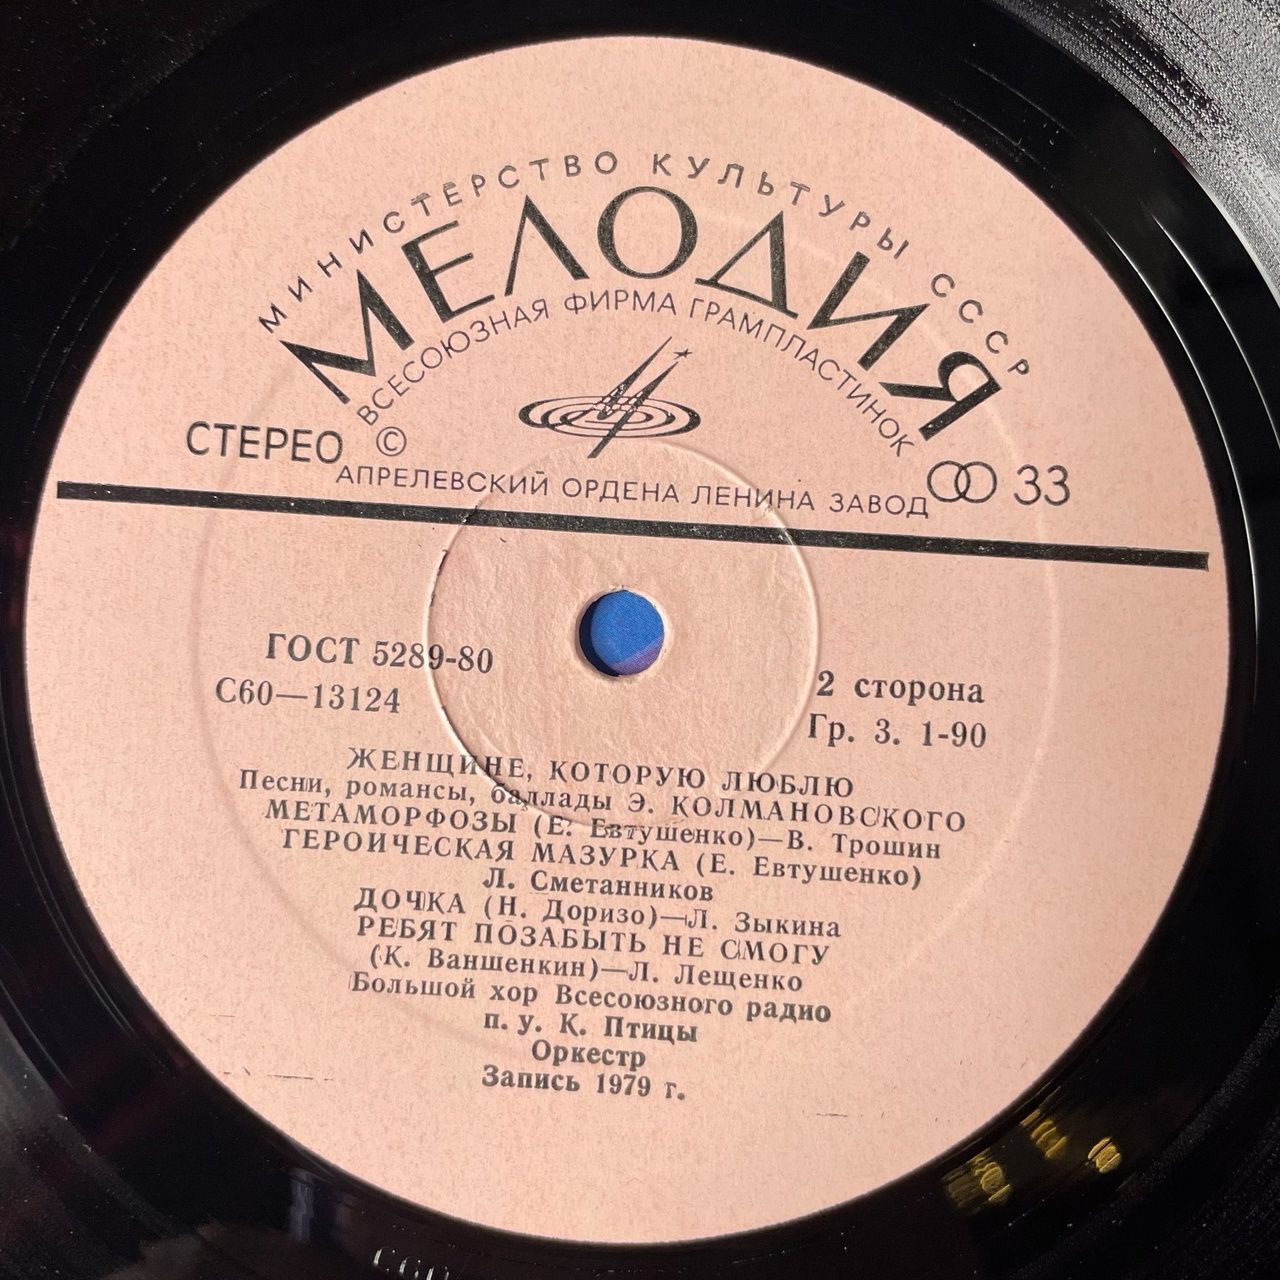 МИНИСТЕРСТВО КУЛЬТУРЫ СССР
МЕЛОДИЯ
ВСЕСОЮЗНАЯ ФИРМА ГРАМПЛАСТИНОК
СТЕРЕО © 33
АПРЕЛЕВСКИЙ ОРДЕНА ЛЕНИНА ЗАВОД
ГОСТ 5289-80
С60—13124
2 сторона
Гр. 3. 1-90
ЖЕНЩИНЕ, КОТОРУЮ ЛЮБЛЮ
Песни, романсы, баллады Э. КОЛМАНОВСКОГО
МЕТАМОРФОЗЫ (Е. Евтушенко)—В. Трошин
ГЕРОИЧЕСКАЯ МАЗУРКА (Е. Евтушенко)
Л. Сметанников
ДОЧКА (Н. Доризо)—Л. Зыкина
РЕБЯТ ПОЗАБЫТЬ НЕ СМОГУ
(К. Ваншенкин)—Л. Лещенко
Большой хор Всесоюзного радио
п. у. К. Птицы
Оркестр
Запись 1979 г.